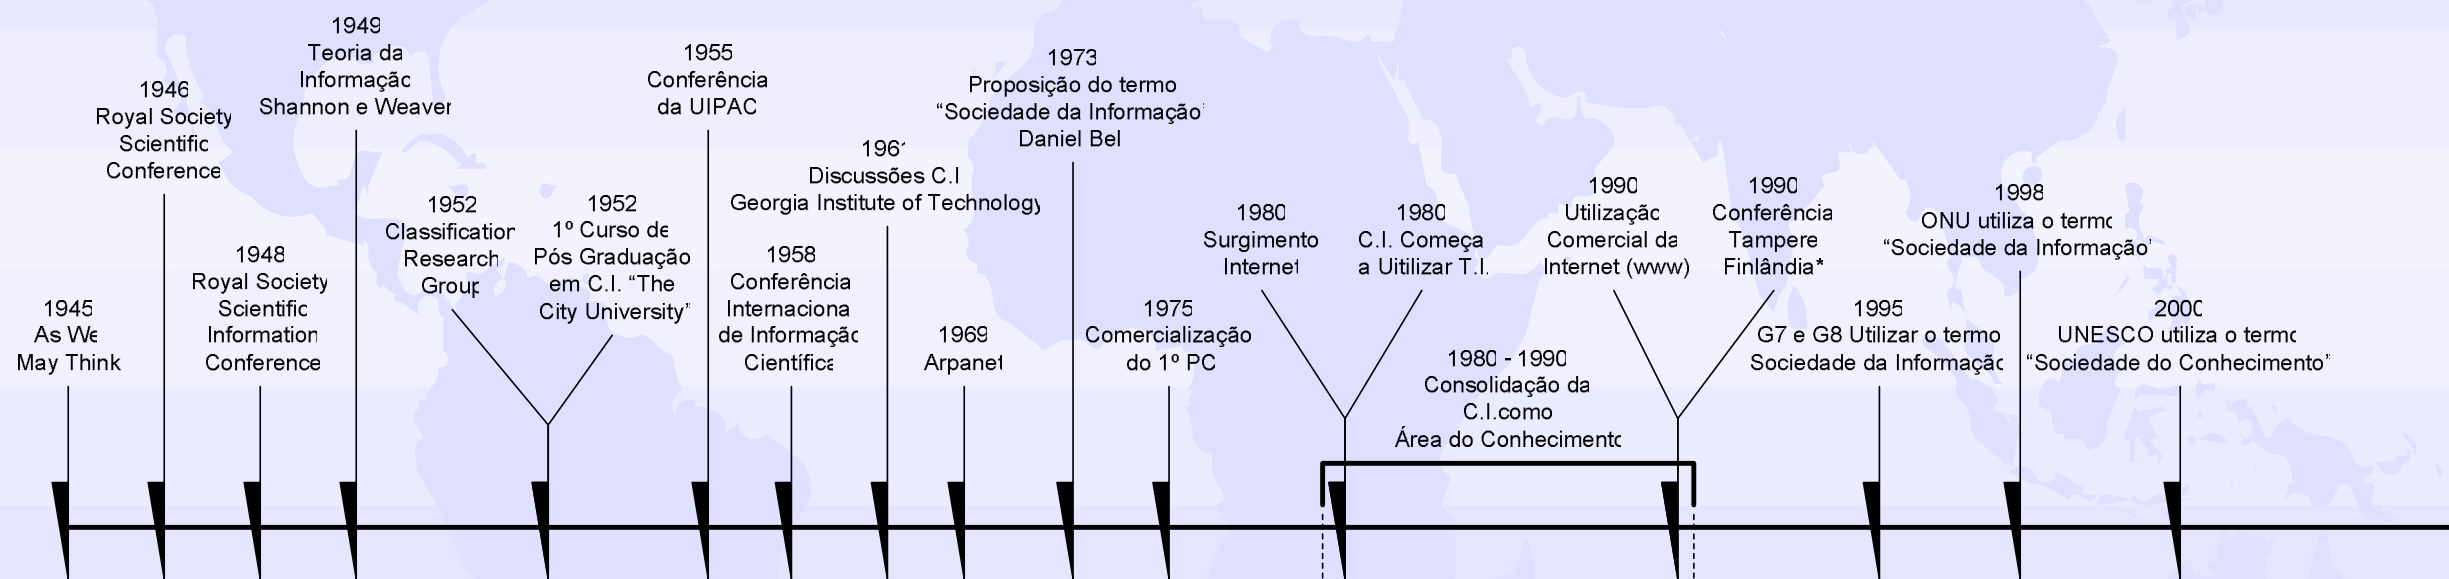 1945
As We
May Think
1946
Royal Society
Scientific
Conference
1948
Royal Society
Scientific
Information
Conference
1949
Teoria da
Informação
Shannon e Weaver
1952
Classification
Research
Group
1952
1º Curso de
Pós Graduação
em C.I. “The
City University”
1955
Conferência
da UIPAC
1958
Conferência
Internaciona
de Informação
Científica
1961
Discussões C.I
Georgia Institute of Technology
1969
Arpanet
1973
Proposição do termo
“Sociedade da Informação”
Daniel Bel
1975
Comercialização
do 1º PC
1980
Surgimento
Internet
1980
C.I. Começa
a Uitilizar T.I.
1980 - 1990
Consolidação da
C.I.como
Área do Conhecimento
1990
Utilização
Comercial da
Internet (www)
1990
Conferência
Tampere
Finlândia*
1995
G7 e G8 Utilizar o termo
Sociedade da Informação
1998
ONU utiliza o termo
“Sociedade da Informação”
2000
UNESCO utiliza o termo
“Sociedade do Conhecimento”